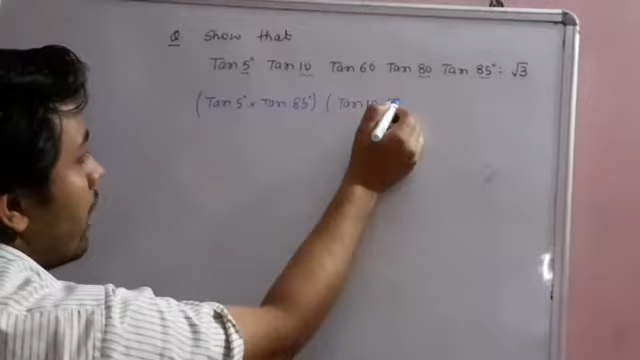 Q Show that
Tan 5° Tan 10 Tan 60 Tan 80 Tan 85° = √3
(Tan 5° × Tan 85°) (Tan 10